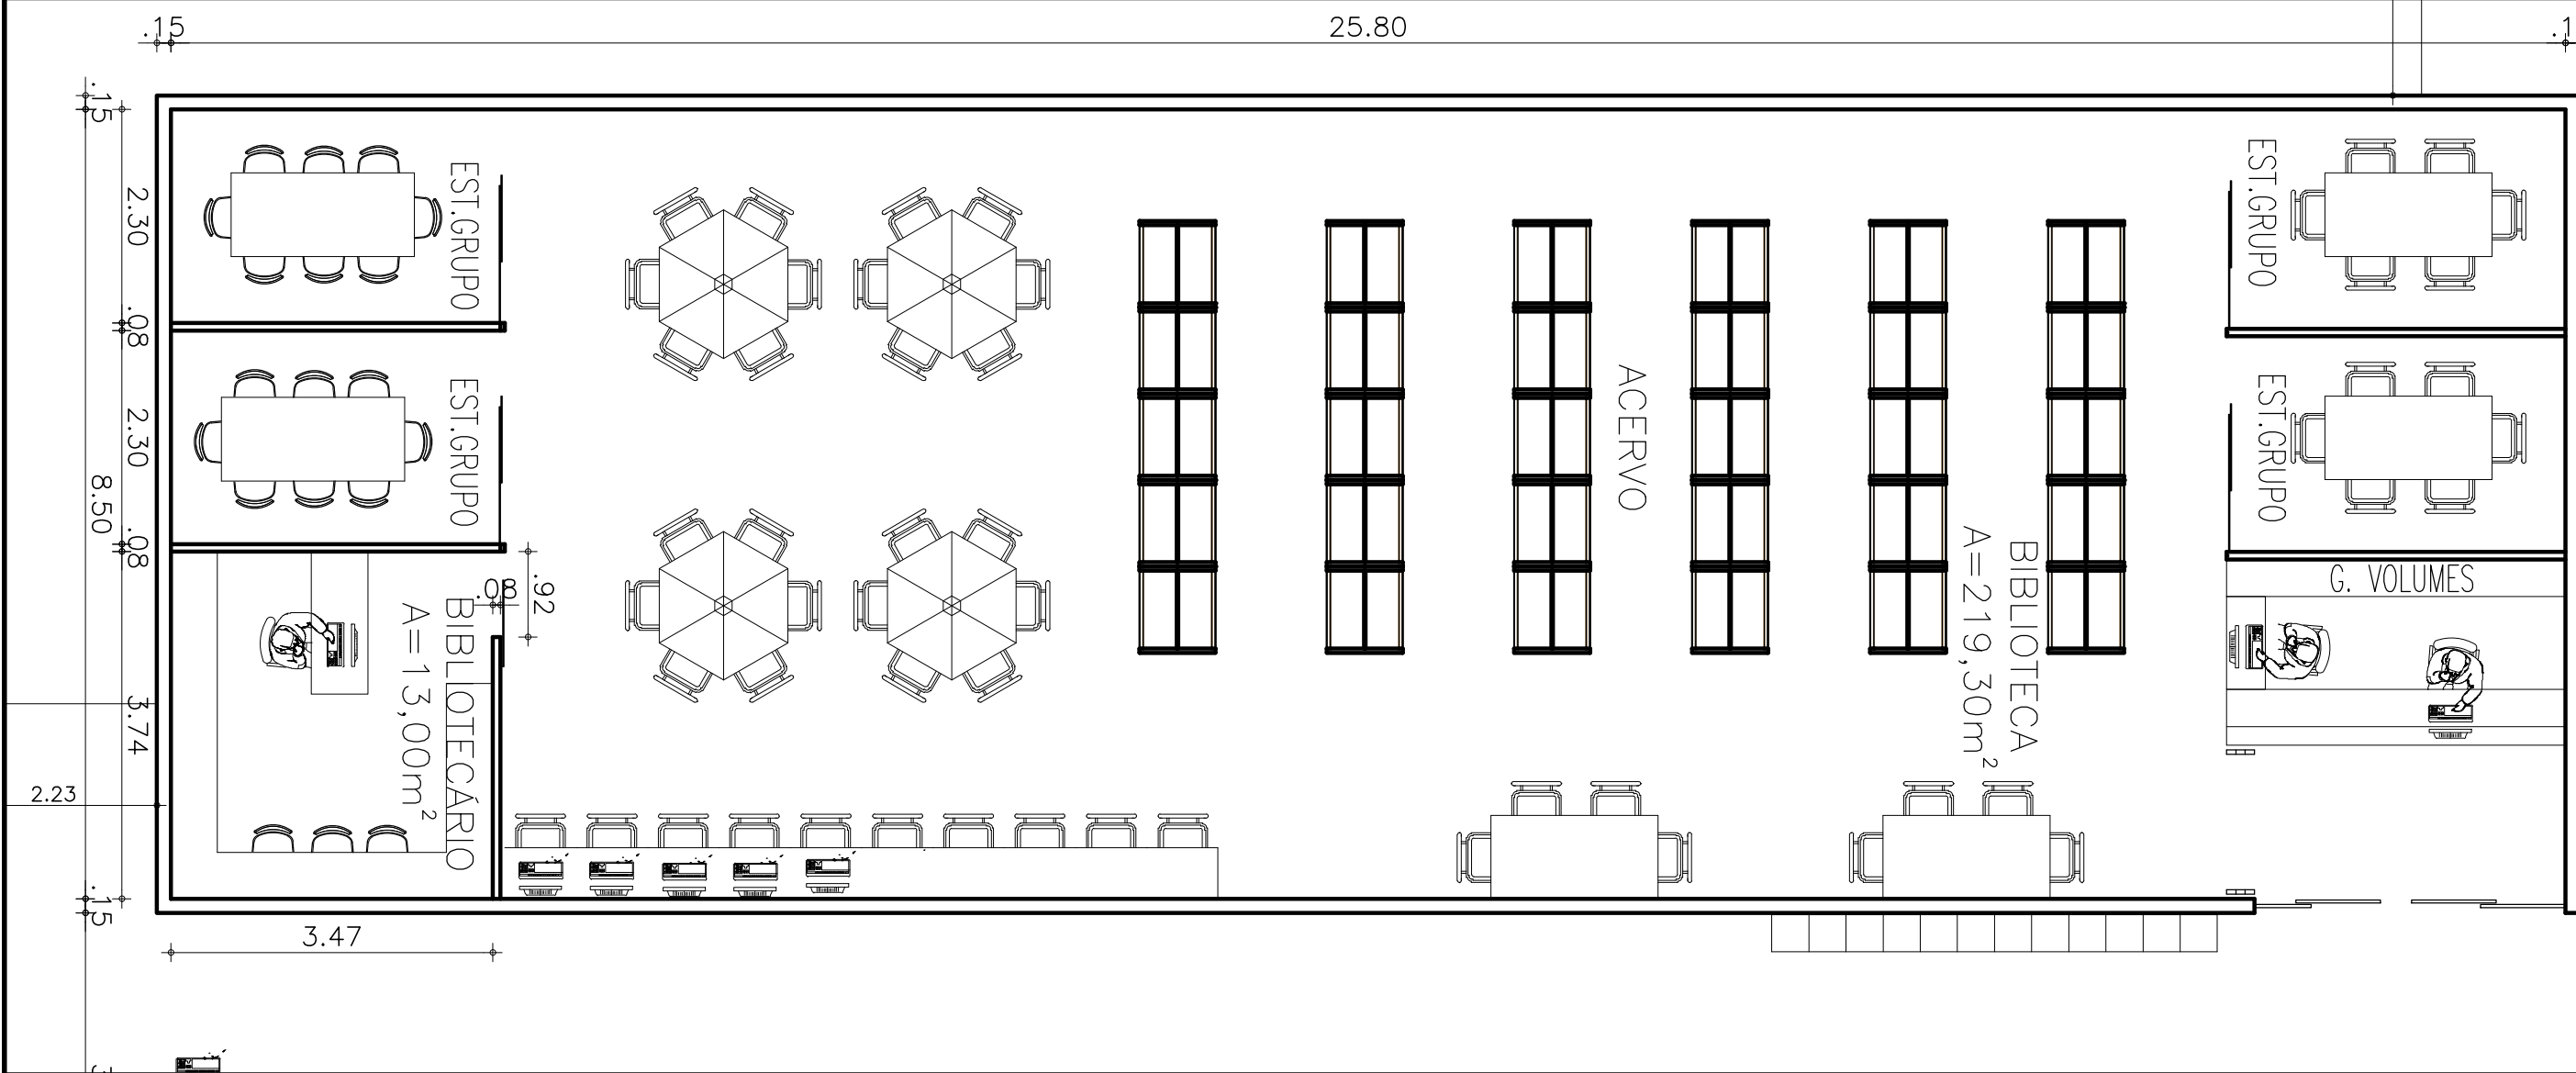 .15
25.80
.1
.15
2.30
.08
2.30
8.50
.08
3.74
2.23
.15
3.47
.08
.92
EST.GRUPO
EST.GRUPO
BIBLIOTECÁRIO
A=13,00m²
ACERVO
BIBLIOTECA
A=219,30m²
EST.GRUPO
EST.GRUPO
G. VOLUMES